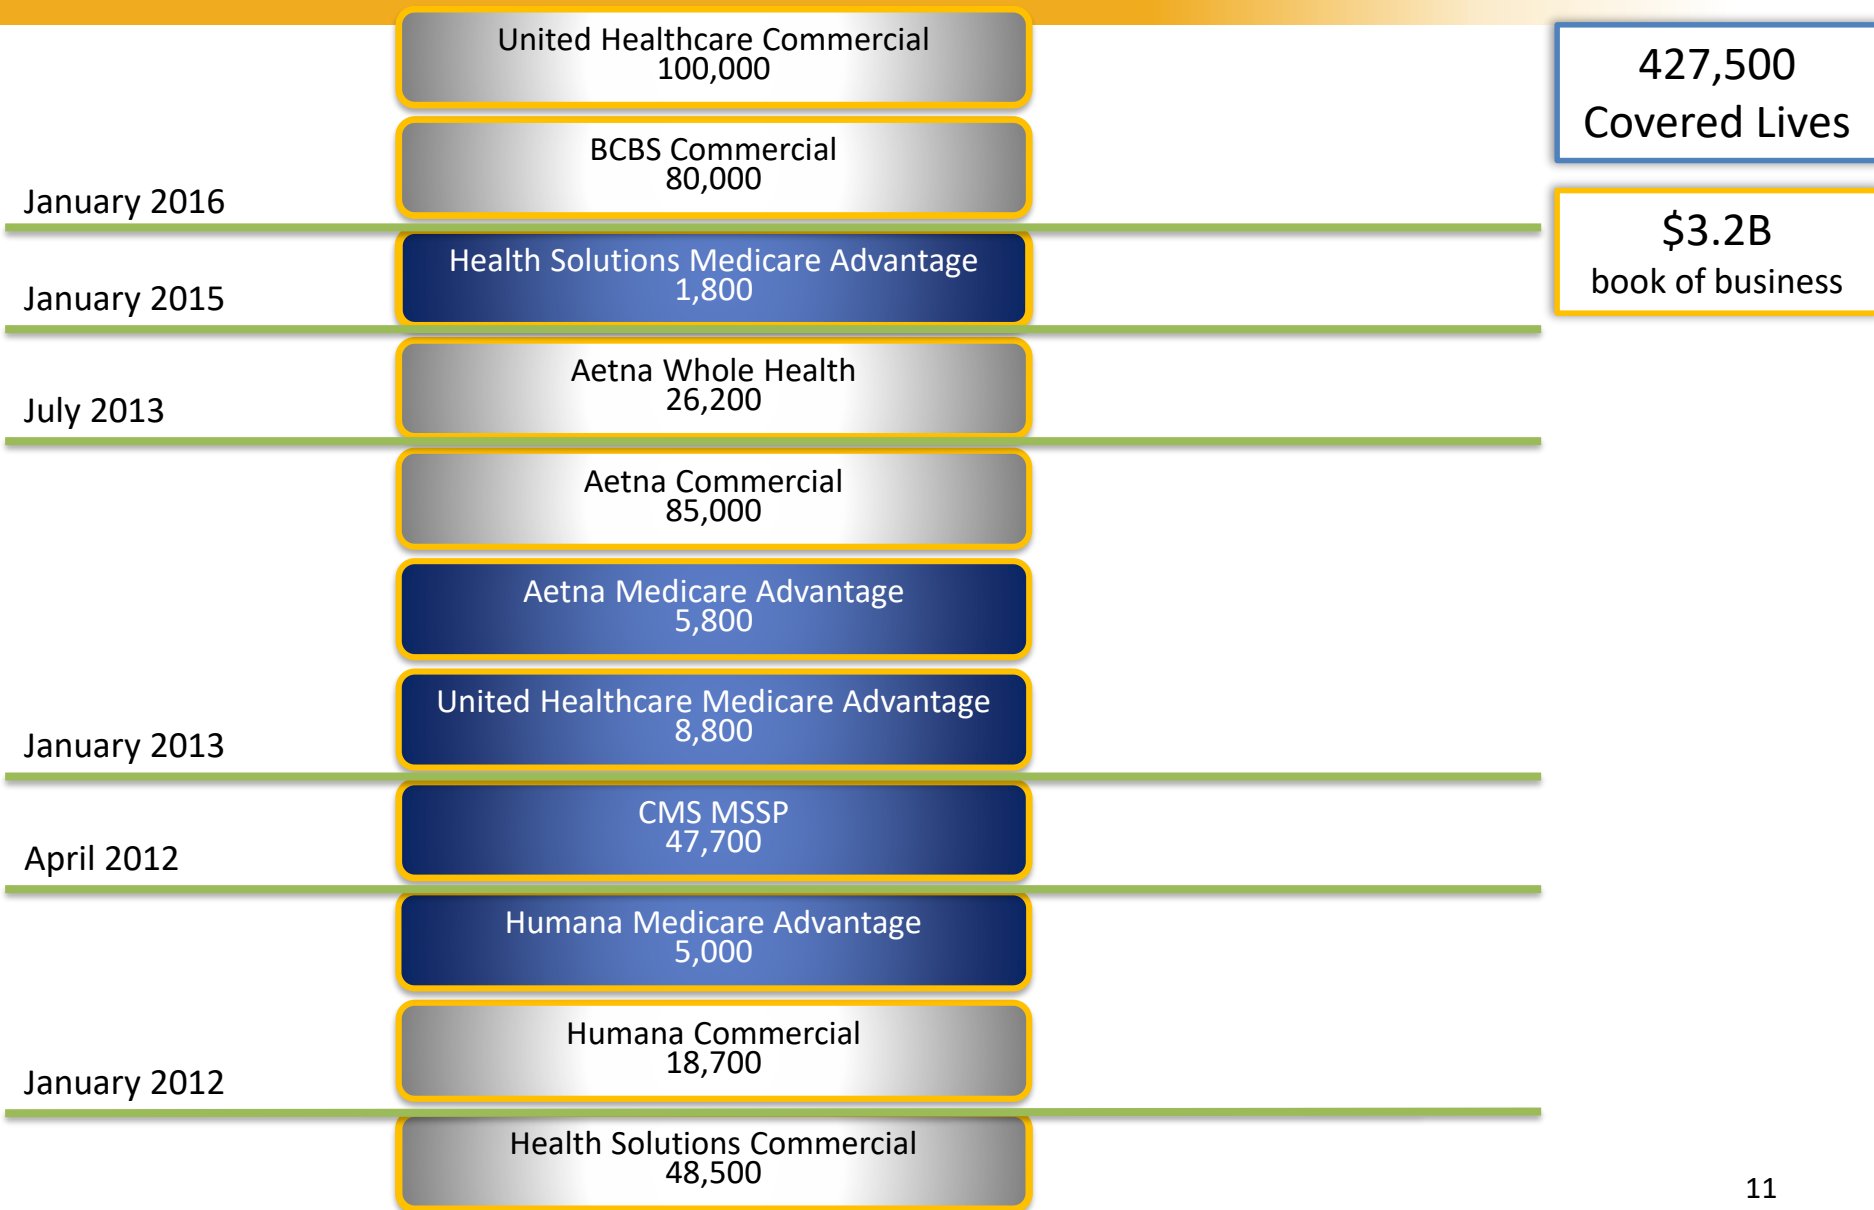 United Healthcare Commercial
100,000
427,500
Covered Lives
BCBS Commercial
80,000
January 2016
$3.2B
book of business
Health Solutions Medicare Advantage
1,800
January 2015
Aetna Whole Health
26,200
July 2013
Aetna Commercial
85,000
Aetna Medicare Advantage
5,800
United Healthcare Medicare Advantage
8,800
January 2013
CMS MSSP
47,700
April 2012
Humana Medicare Advantage
5,000
Humana Commercial
18,700
January 2012
Health Solutions Commercial
48,500
11